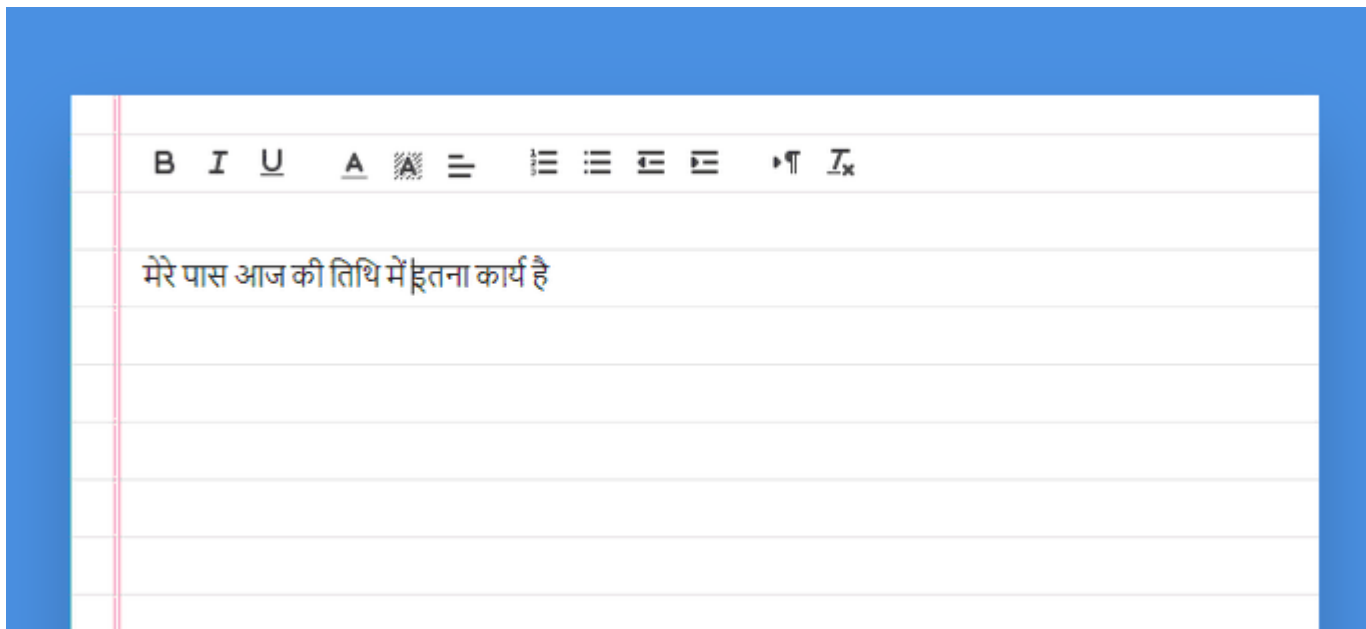 मेरे पास आज की तिथि में इतना कार्य है